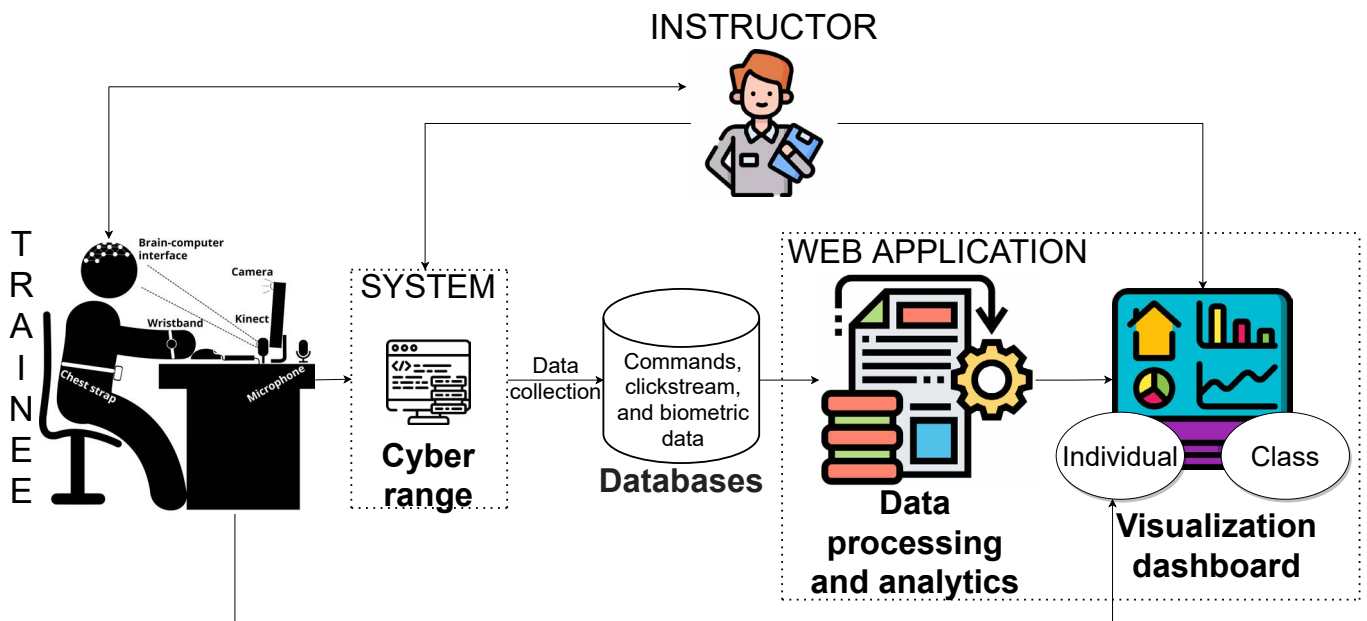 INSTRUCTOR
TRAINEE
Brain-computer
interface
Camera
Kinect
Wristband
Chest strap
Microphone
SYSTEM
</>
Cyber
range
Data
collection
Commands,
clickstream,
and biometric
data
Databases
WEB APPLICATION
Data
processing
and analytics
Individual
Class
Visualization
dashboard